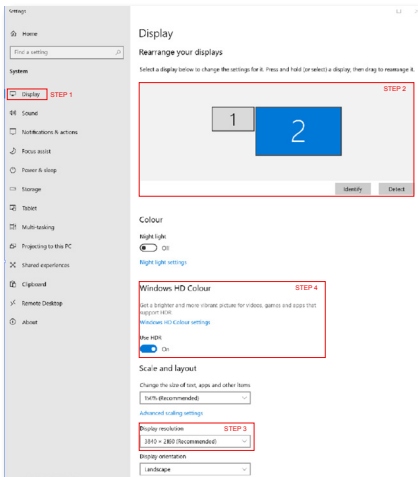 Settings
Home
Find a setting
System
Display
STEP 1
Sound
Notifications & actions
Focus assist
Power & sleep
Storage
Tablet
Multi-tasking
Projecting to this PC
Shared experiences
Clipboard
Remote Desktop
About
Display
Rearrange your displays
Select a display below to change the settings for it. Press and hold (or select) a display, then drag to rearrange it.
STEP 2
1
2
Identify
Detect
Colour
Night light
Off
Night light settings
Windows HD Colour
STEP 4
Get a brighter and more vibrant picture for videos, games and apps that
support HDR.
Windows HD Colour settings
Use HDR
On
Scale and layout
Change the size of text, apps and other items
150% (Recommended)
Advanced scaling settings
Display resolution
STEP 3
3840 × 2160 (Recommended)
Display orientation
Landscape